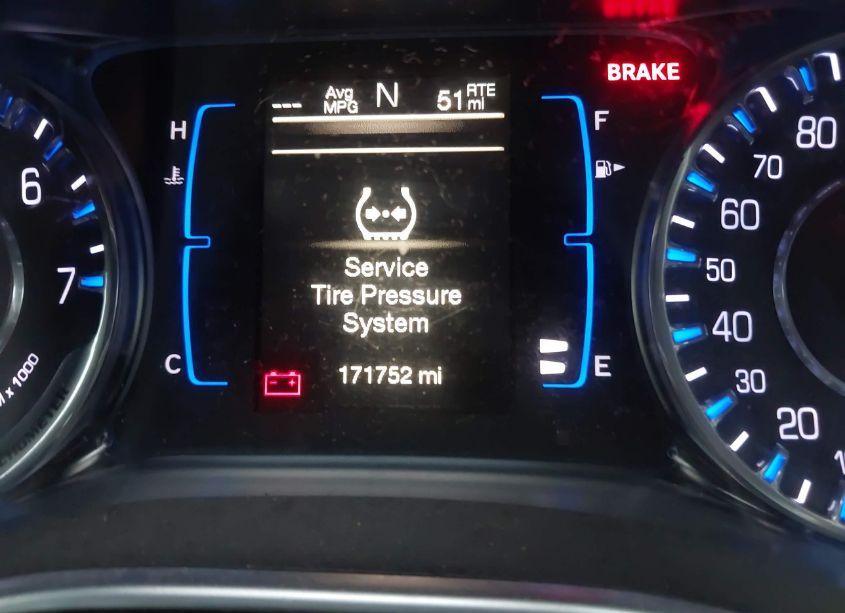 BRAKE
--- Avg MPG N 51 RTE mi
H
F
6
7
80
70
60
50
40
30
20
Service
Tire Pressure
System
171752 mi
C
E
x 1000